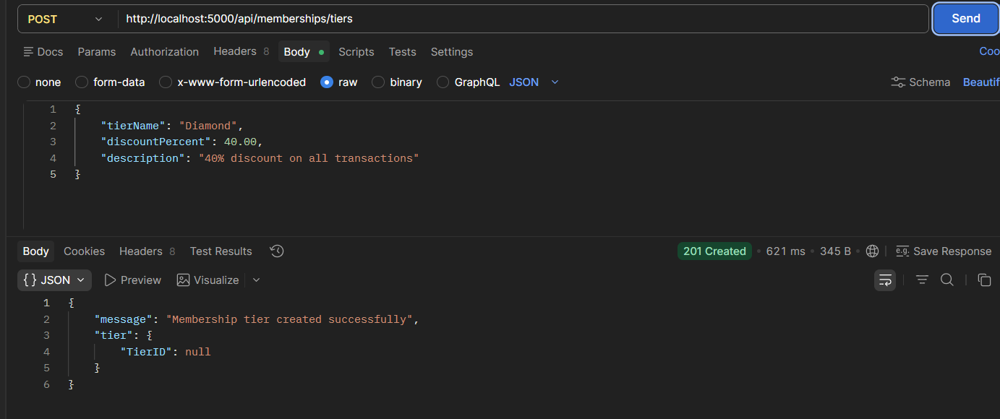 POST http://localhost:5000/api/memberships/tiers Send
Docs Params Authorization Headers 8 Body Scripts Tests Settings Coo
none form-data x-www-form-urlencoded raw binary GraphQL JSON Schema Beautif
1 {
2 "tierName": "Diamond",
3 "discountPercent": 40.00,
4 "description": "40% discount on all transactions"
5 }
Body Cookies Headers 8 Test Results 201 Created • 621 ms • 345 B • e.g. Save Response
{} JSON Preview Visualize
1 {
2 "message": "Membership tier created successfully",
3 "tier": {
4 "TierID": null
5 }
6 }